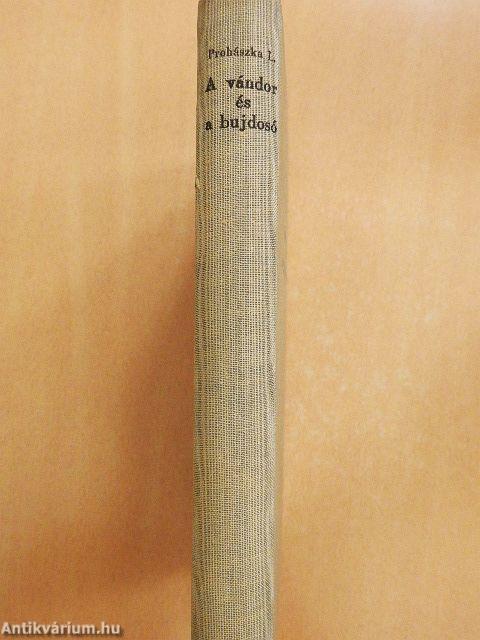 Prohászka L.
A vándor
és
a bujdosó
Antikvárium.hu